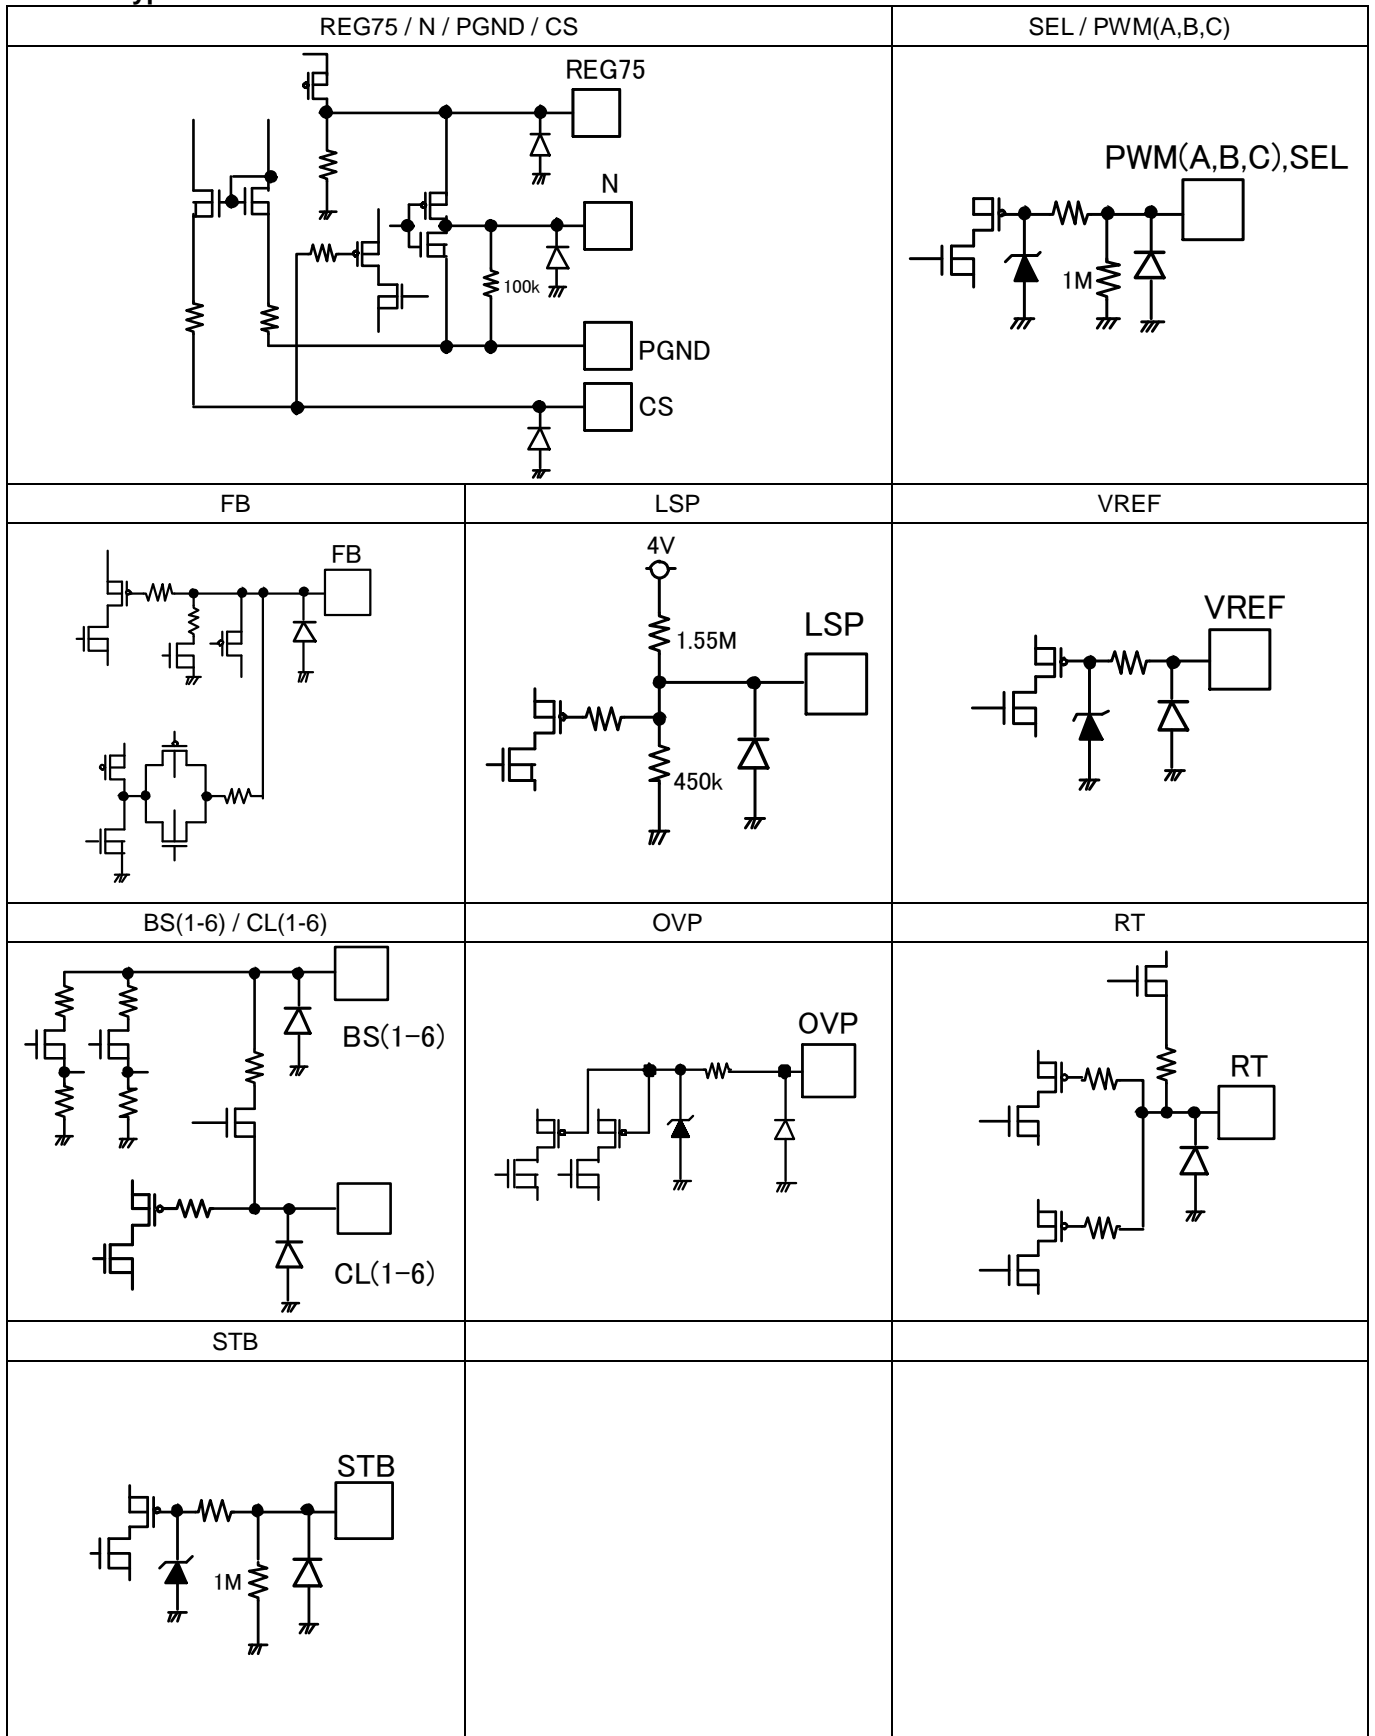 REG75 / N / PGND / CS
SEL / PWM(A,B,C)
REG75
N
100k
PGND
CS
PWM(A,B,C),SEL
1M
FB
LSP
VREF
FB
4V
1.55M
LSP
450k
VREF
BS(1-6) / CL(1-6)
OVP
RT
BS(1-6)
CL(1-6)
OVP
RT
STB
STB
1M